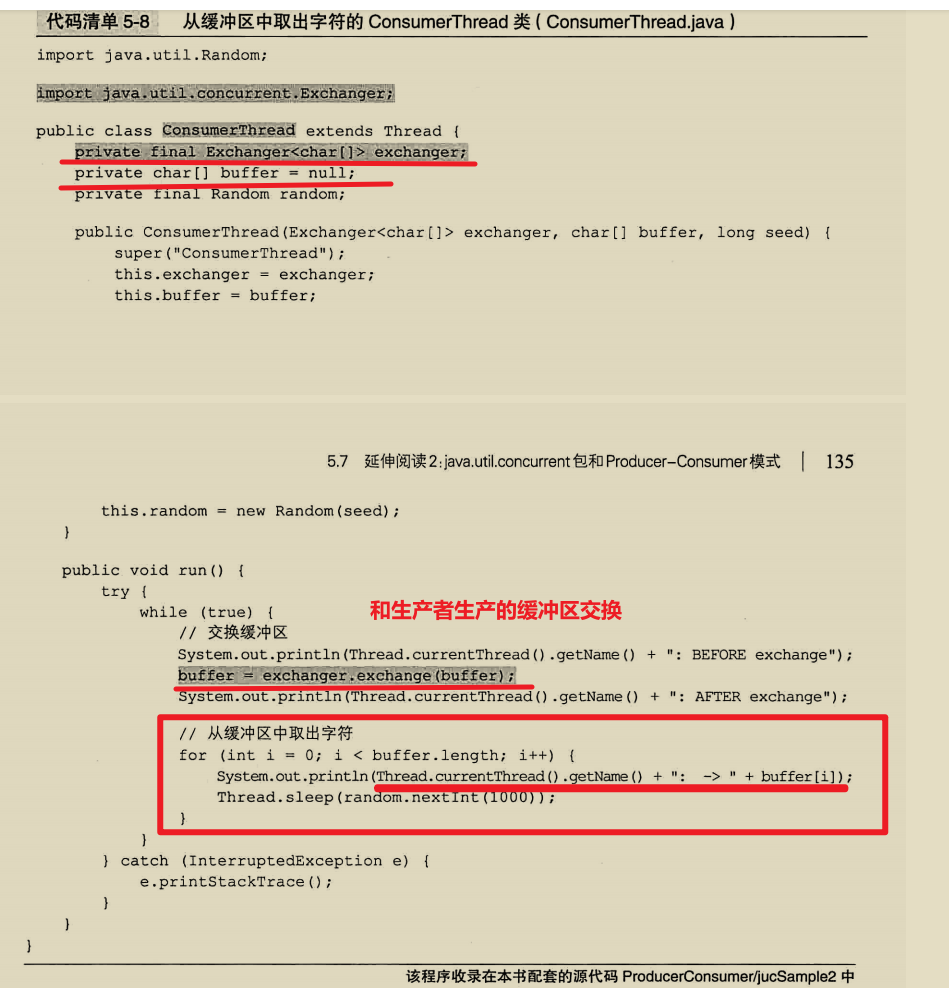 代码清单 5-8 从缓冲区中取出字符的 ConsumerThread 类（ConsumerThread.java）
import java.util.Random;
import java.util.concurrent.Exchanger;
public class ConsumerThread extends Thread {
private final Exchanger<char[]> exchanger;
private char[] buffer = null;
private final Random random;
public ConsumerThread(Exchanger<char[]> exchanger, char[] buffer, long seed) {
super("ConsumerThread");
this.exchanger = exchanger;
this.buffer = buffer;
5.7 延伸阅读2:java.util.concurrent包和Producer–Consumer模式 | 135
this.random = new Random(seed);
}
public void run() {
try {
while (true) {
和生产者生产的缓冲区交换
// 交换缓冲区
System.out.println(Thread.currentThread().getName() + ": BEFORE exchange");
buffer = exchanger.exchange(buffer);
System.out.println(Thread.currentThread().getName() + ": AFTER exchange");
// 从缓冲区中取出字符
for (int i = 0; i < buffer.length; i++) {
System.out.println(Thread.currentThread().getName() + ": -> " + buffer[i]);
Thread.sleep(random.nextInt(1000));
}
}
} catch (InterruptedException e) {
e.printStackTrace();
}
}
}
该程序收录在本书配套的源代码 ProducerConsumer/jucSample2 中